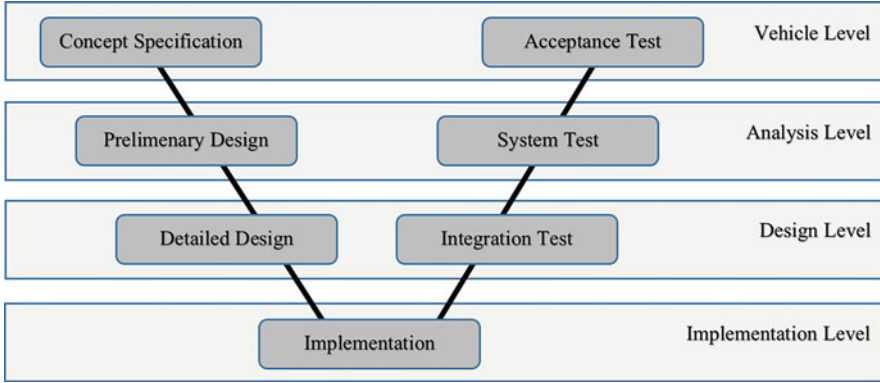 Concept Specification
Acceptance Test
Vehicle Level
Prelimenary Design
System Test
Analysis Level
Detailed Design
Integration Test
Design Level
Implementation
Implementation Level